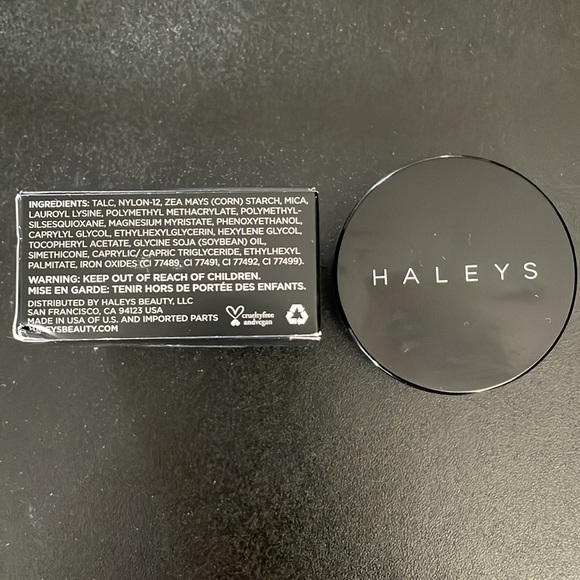 INGREDIENTS: TALC, NYLON-12, ZEA MAYS (CORN) STARCH, MICA,
LAUROYL LYSINE, POLYMETHYL METHACRYLATE, POLYMETHYL-
SILSESQUIOXANE, MAGNESIUM MYRISTATE, PHENOXYETHANOL,
CAPRYLYL GLYCOL, ETHYLHEXYLGLYCERIN, HEXYLENE GLYCOL,
TOCOPHERYL ACETATE, GLYCINE SOJA (SOYBEAN) OIL,
SIMETHICONE, CAPRYLIC/ CAPRIC TRIGLYCERIDE, ETHYLHEXYL
PALMITATE, IRON OXIDES (CI 77489, CI 77491, CI 77492, CI 77499).
WARNING: KEEP OUT OF REACH OF CHILDREN.
MISE EN GARDE: TENIR HORS DE PORTÉE DES ENFANTS.
DISTRIBUTED BY HALEYS BEAUTY, LLC
SAN FRANCISCO, CA 94123 USA
MADE IN USA OF U.S. AND IMPORTED PARTS
HALEYSBEAUTY.COM
crueltyfree
andvegan
HALEYS